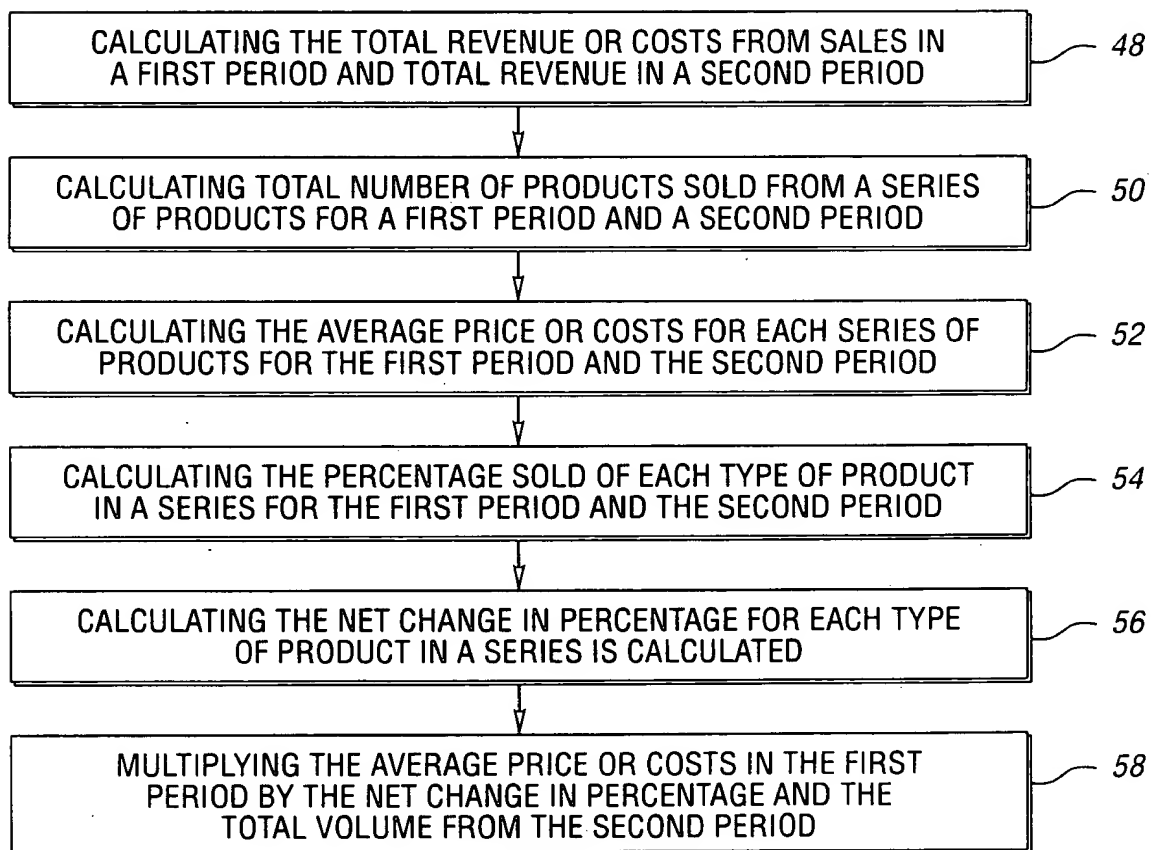 CALCULATING THE TOTAL REVENUE OR COSTS FROM SALES IN
A FIRST PERIOD AND TOTAL REVENUE IN A SECOND PERIOD
48
CALCULATING TOTAL NUMBER OF PRODUCTS SOLD FROM A SERIES
OF PRODUCTS FOR A FIRST PERIOD AND A SECOND PERIOD
50
CALCULATING THE AVERAGE PRICE OR COSTS FOR EACH SERIES OF
PRODUCTS FOR THE FIRST PERIOD AND THE SECOND PERIOD
52
CALCULATING THE PERCENTAGE SOLD OF EACH TYPE OF PRODUCT
IN A SERIES FOR THE FIRST PERIOD AND THE SECOND PERIOD
54
CALCULATING THE NET CHANGE IN PERCENTAGE FOR EACH TYPE
OF PRODUCT IN A SERIES IS CALCULATED
56
MULTIPLYING THE AVERAGE PRICE OR COSTS IN THE FIRST
PERIOD BY THE NET CHANGE IN PERCENTAGE AND THE
TOTAL VOLUME FROM THE SECOND PERIOD
58